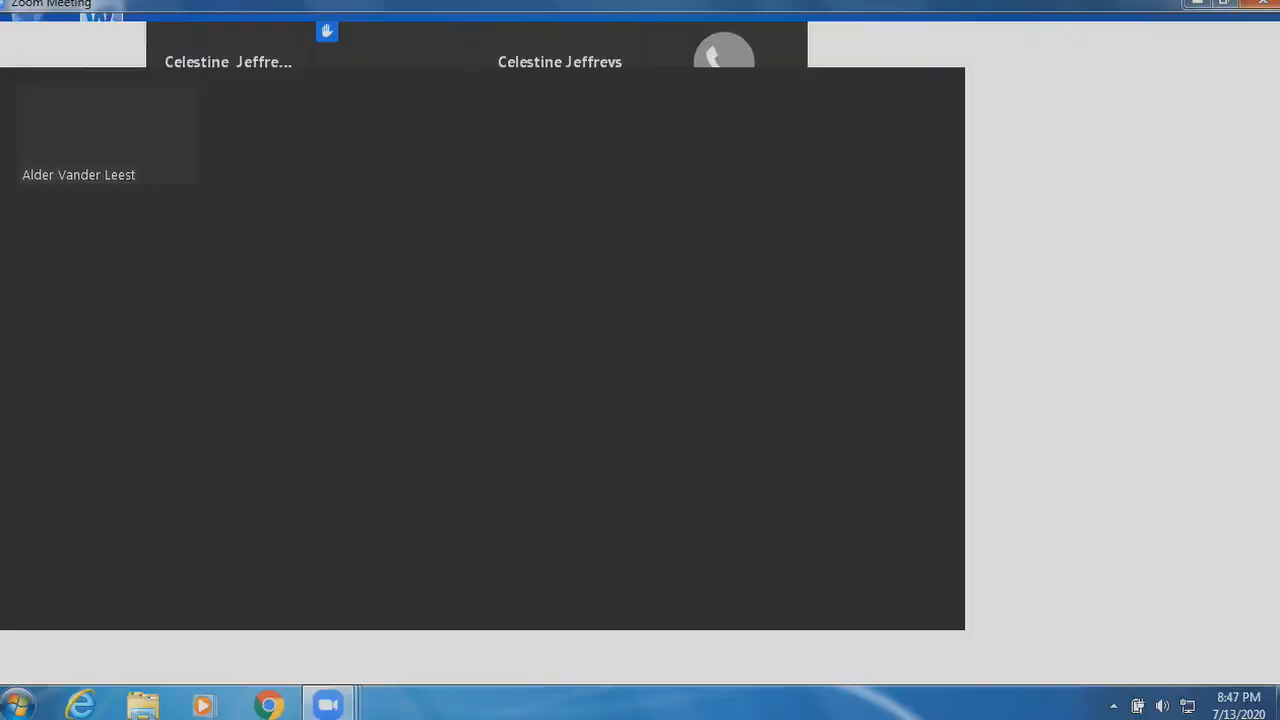 Zoom Meeting
Celestine Jeffre...
Celestine Jeffreys
Alder Vander Leest
8:47 PM
7/13/2020